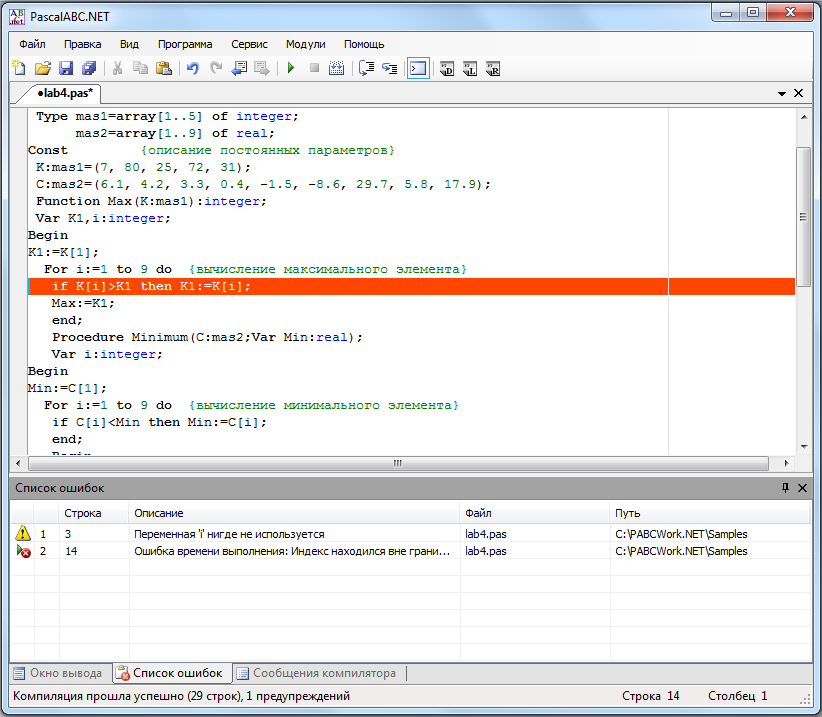 PascalABC.NET
Файл Правка Вид Программа Сервис Модули Помощь
●lab4.pas*
Type mas1=array[1..5] of integer;
mas2=array[1..9] of real;
Const {описание постоянных параметров}
K:mas1=(7, 80, 25, 72, 31);
C:mas2=(6.1, 4.2, 3.3, 0.4, -1.5, -8.6, 29.7, 5.8, 17.9);
Function Max(K:mas1):integer;
Var K1,i:integer;
Begin
K1:=K[1];
For i:=1 to 9 do {вычисление максимального элемента}
if K[i]>K1 then K1:=K[i];
Max:=K1;
end;
Procedure Minimum(C:mas2;Var Min:real);
Var i:integer;
Begin
Min:=C[1];
For i:=1 to 9 do {вычисление минимального элемента}
if C[i]<Min then Min:=C[i];
end;
Begin
Список ошибок
Строка Описание Файл Путь
1 3 Переменная 'i' нигде не используется lab4.pas C:\PABCWork.NET\Samples
2 14 Ошибка времени выполнения: Индекс находился вне грани... lab4.pas C:\PABCWork.NET\Samples
Окно вывода Список ошибок Сообщения компилятора
Компиляция прошла успешно (29 строк), 1 предупреждений Строка 14 Столбец 1